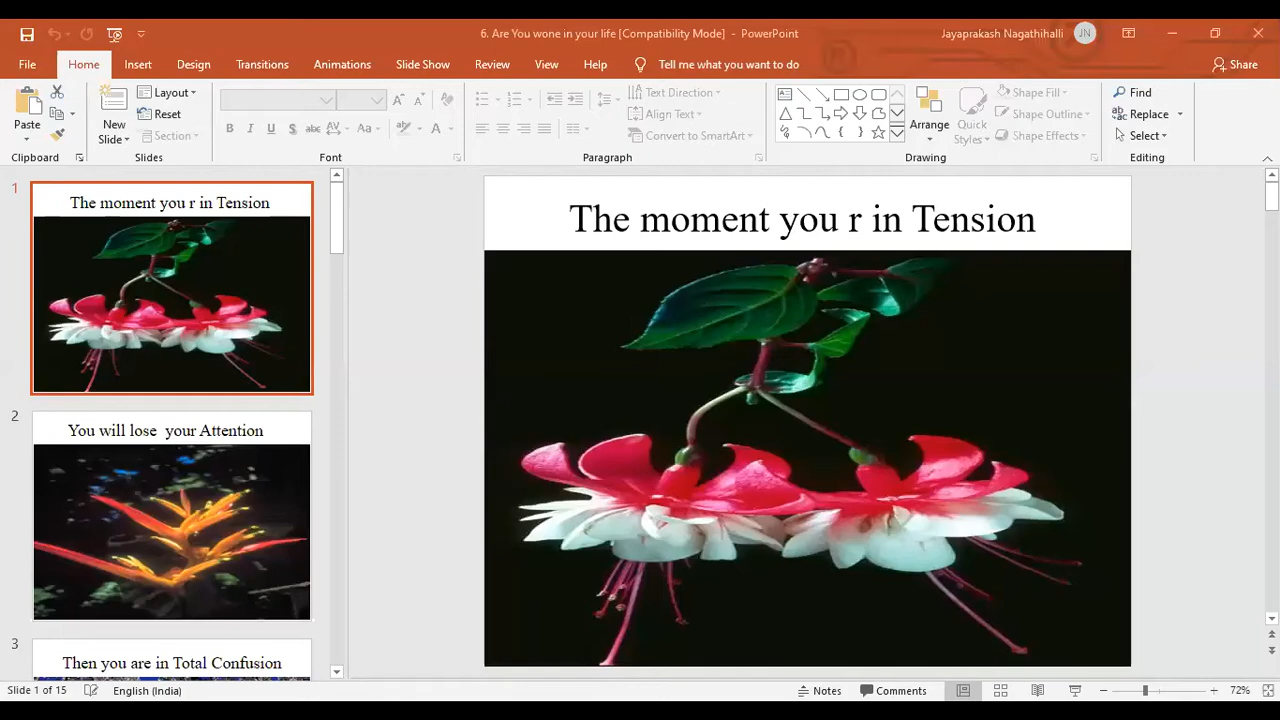 6. Are You wone in your life [Compatibility Mode] - PowerPoint
Jayaprakash Nagathihalli JN
File Home Insert Design Transitions Animations Slide Show Review View Help Tell me what you want to do Share
Paste
Clipboard
New
Slide
Layout
Reset
Section
Slides
B I U S abc AV Aa A
Font
Text Direction
Align Text
Convert to SmartArt
Paragraph
Arrange
Quick
Styles
Shape Fill
Shape Outline
Shape Effects
Drawing
Find
Replace
Select
Editing
1
The moment you r in Tension
2
You will lose your Attention
3
Then you are in Total Confusion
The moment you r in Tension
Slide 1 of 15 English (India) Notes Comments 72%